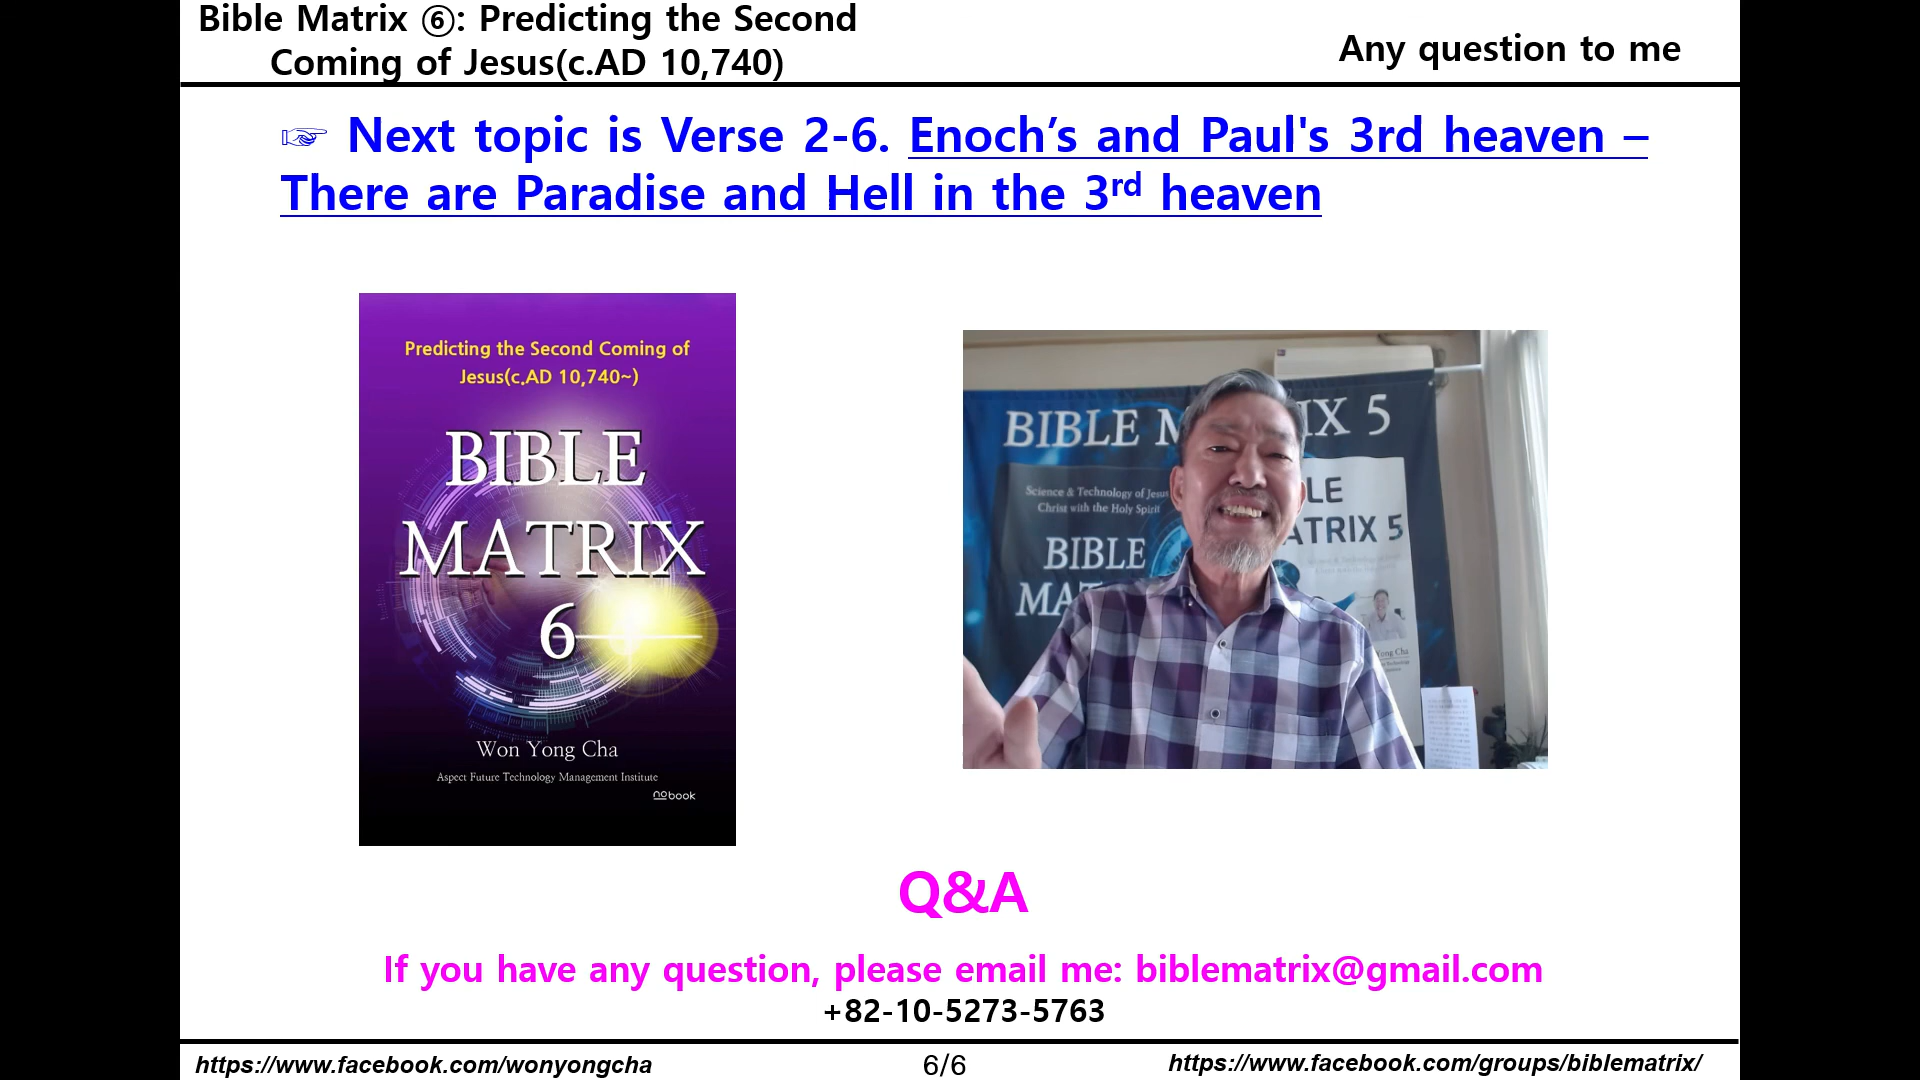 Bible Matrix ⑥: Predicting the Second
Coming of Jesus(c.AD 10,740)
Any question to me
☞ Next topic is Verse 2-6. Enoch’s and Paul's 3rd heaven –
There are Paradise and Hell in the 3rd heaven
Predicting the Second Coming of
Jesus(c.AD 10,740~)
BIBLE
MATRIX
6
Won Yong Cha
Aspect Future Technology Management Institute
nobook
BIBLE M
IX 5
Science & Technology of Jesus
Christ with the Holy Spirit
BIBLE
MAT
LE
ATRIX 5
Yong Cha
Q&A
If you have any question, please email me: biblematrix@gmail.com
+82-10-5273-5763
https://www.facebook.com/wonyongcha
6/6
https://www.facebook.com/groups/biblematrix/